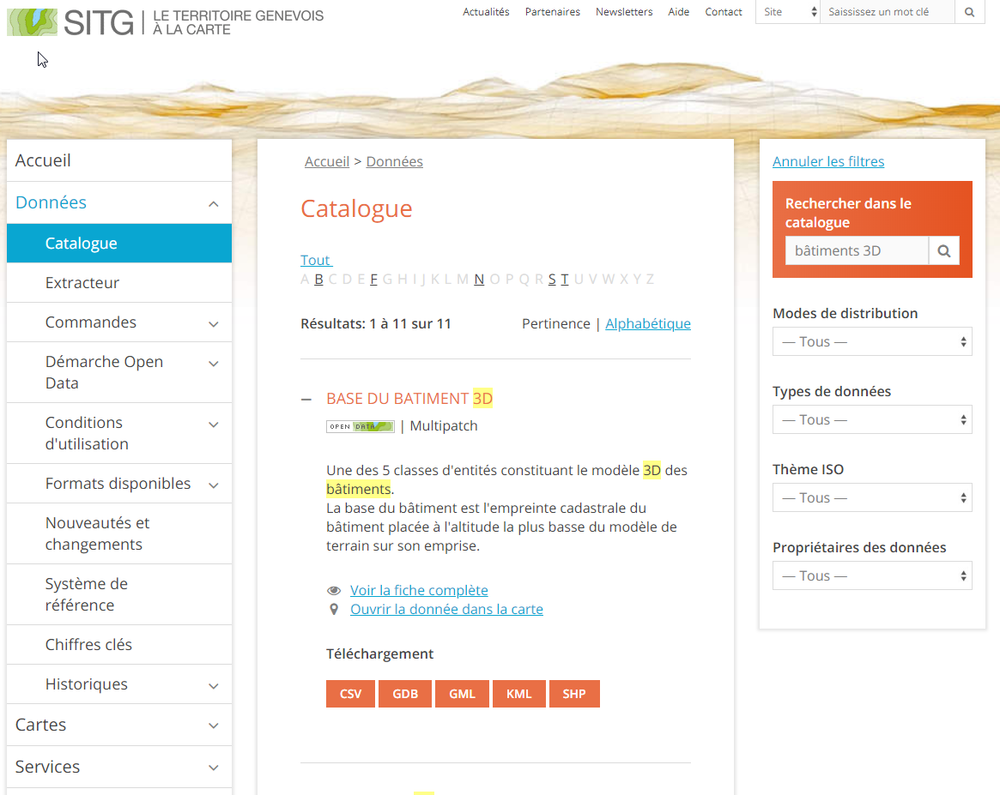 SITG | LE TERRITOIRE GENEVOIS
À LA CARTE
Actualités Partenaires Newsletters Aide Contact Site Saississez un mot clé
Accueil
Données
Catalogue
Extracteur
Commandes
Démarche Open
Data
Conditions
d'utilisation
Formats disponibles
Nouveautés et
changements
Système de
référence
Chiffres clés
Historiques
Cartes
Services
Accueil > Données
Catalogue
Tout
A B C D E F G H I J K L M N O P Q R S T U V W X Y Z
Résultats: 1 à 11 sur 11 Pertinence | Alphabétique
BASE DU BATIMENT 3D
OPEN DATA | Multipatch
Une des 5 classes d'entités constituant le modèle 3D des
bâtiments.
La base du bâtiment est l'empreinte cadastrale du
bâtiment placée à l'altitude la plus basse du modèle de
terrain sur son emprise.
Voir la fiche complète
Ouvrir la donnée dans la carte
Téléchargement
CSV GDB GML KML SHP
Annuler les filtres
Rechercher dans le
catalogue
bâtiments 3D
Modes de distribution
— Tous —
Types de données
— Tous —
Thème ISO
— Tous —
Propriétaires des données
— Tous —